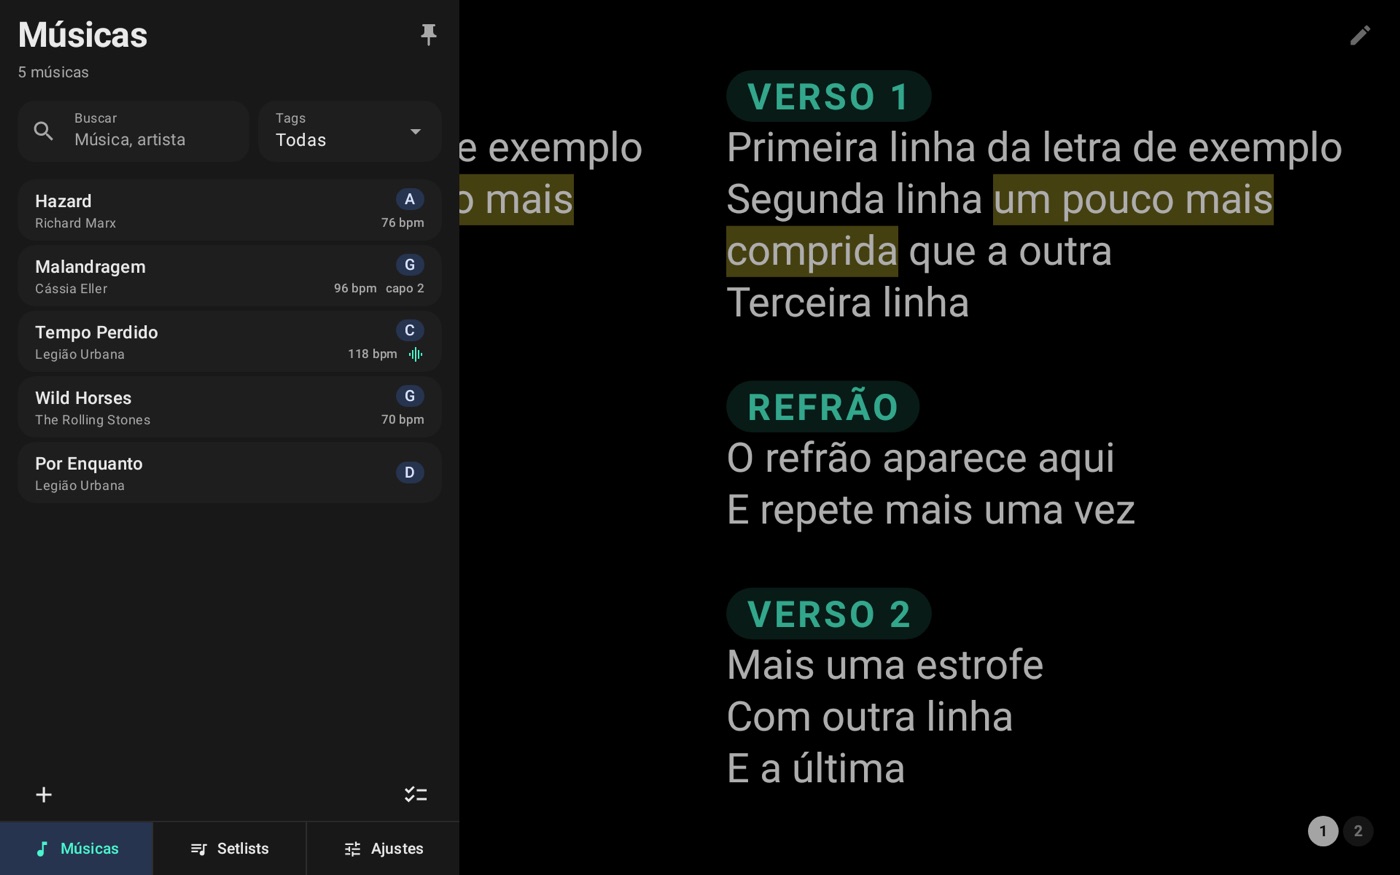 Músicas
5 músicas
Buscar
Música, artista
Tags
Todas
Hazard
A
Richard Marx
76 bpm
Malandragem
G
Cássia Eller
96 bpm capo 2
Tempo Perdido
C
Legião Urbana
118 bpm
Wild Horses
G
The Rolling Stones
70 bpm
Por Enquanto
D
Legião Urbana
Músicas
Setlists
Ajustes
e exemplo
o mais
VERSO 1
Primeira linha da letra de exemplo
Segunda linha um pouco mais
comprida que a outra
Terceira linha
REFRÃO
O refrão aparece aqui
E repete mais uma vez
VERSO 2
Mais uma estrofe
Com outra linha
E a última
1 2